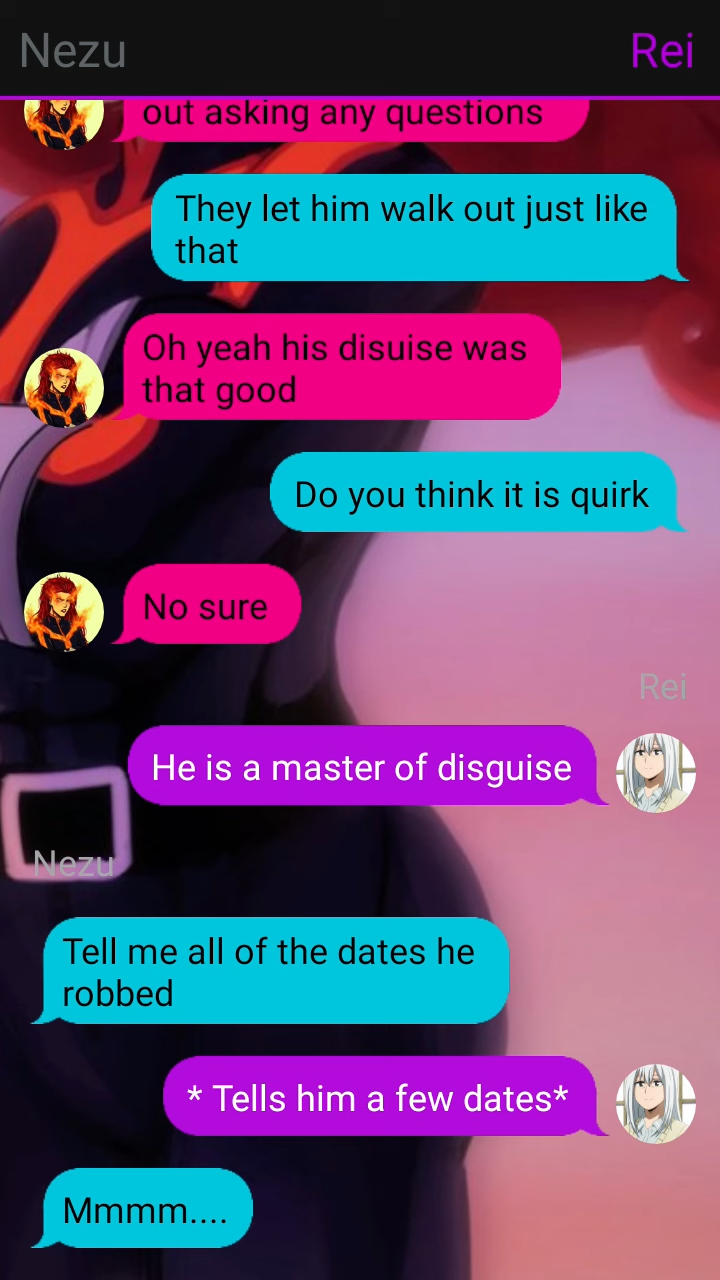 Nezu
Rei
out asking any questions
They let him walk out just like
that
Oh yeah his disuise was
that good
Do you think it is quirk
No sure
Rei
He is a master of disguise
Nezu
Tell me all of the dates he
robbed
* Tells him a few dates*
Mmmm....